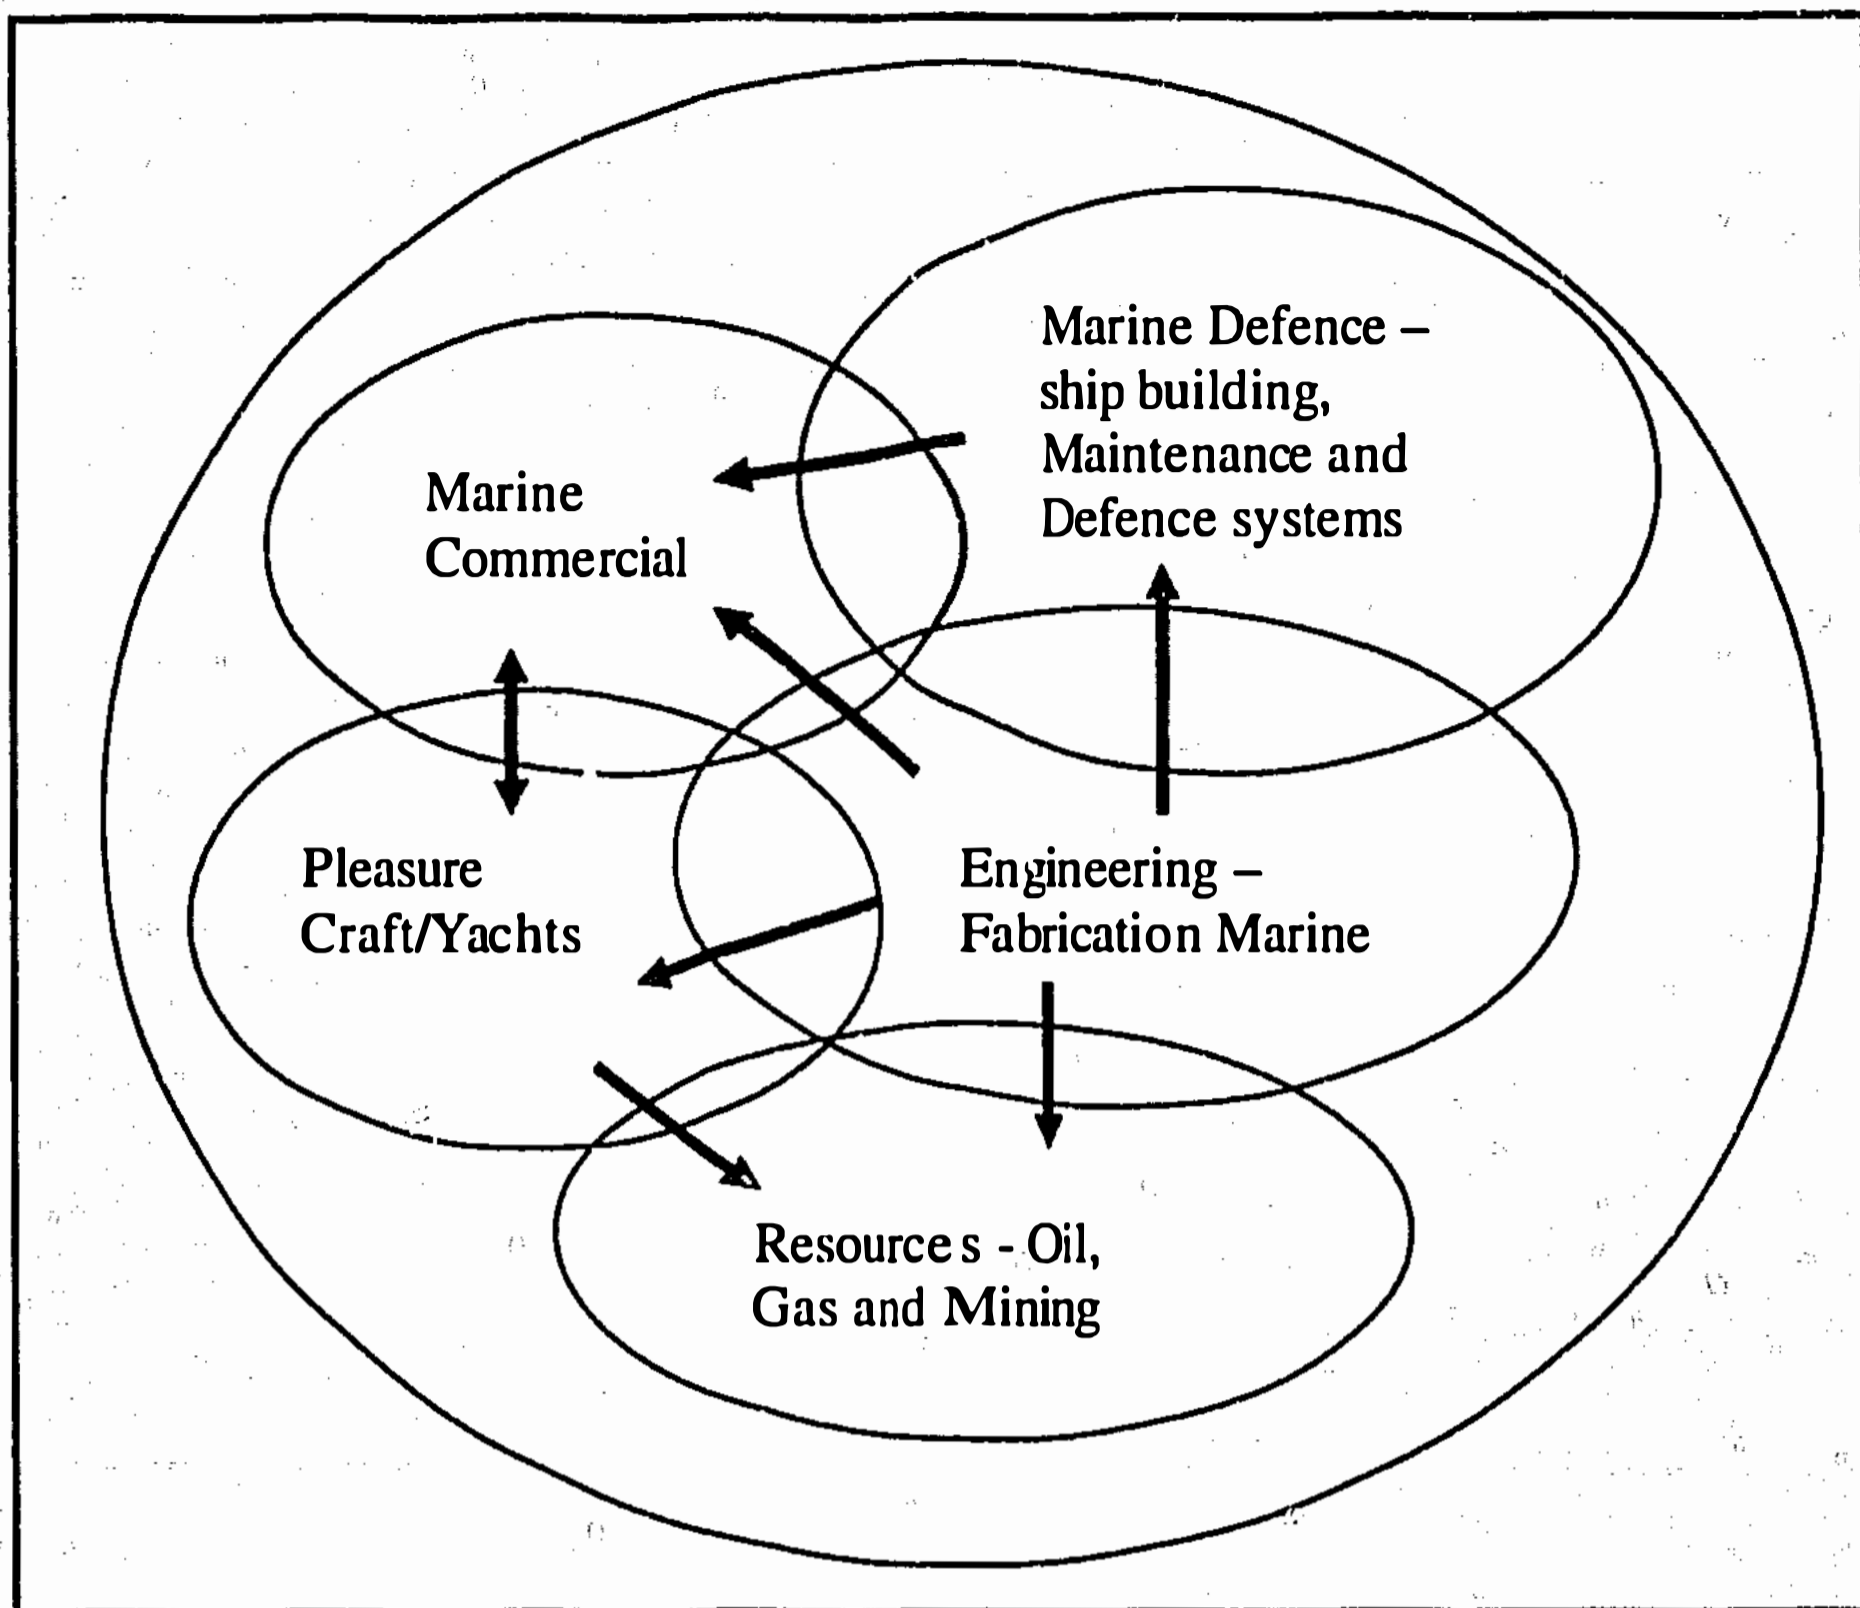 Marine Defence –
ship building,
Maintenance and
Defence systems
Marine
Commercial
Pleasure
Craft/Yachts
Engineering –
Fabrication Marine
Resources - Oil,
Gas and Mining